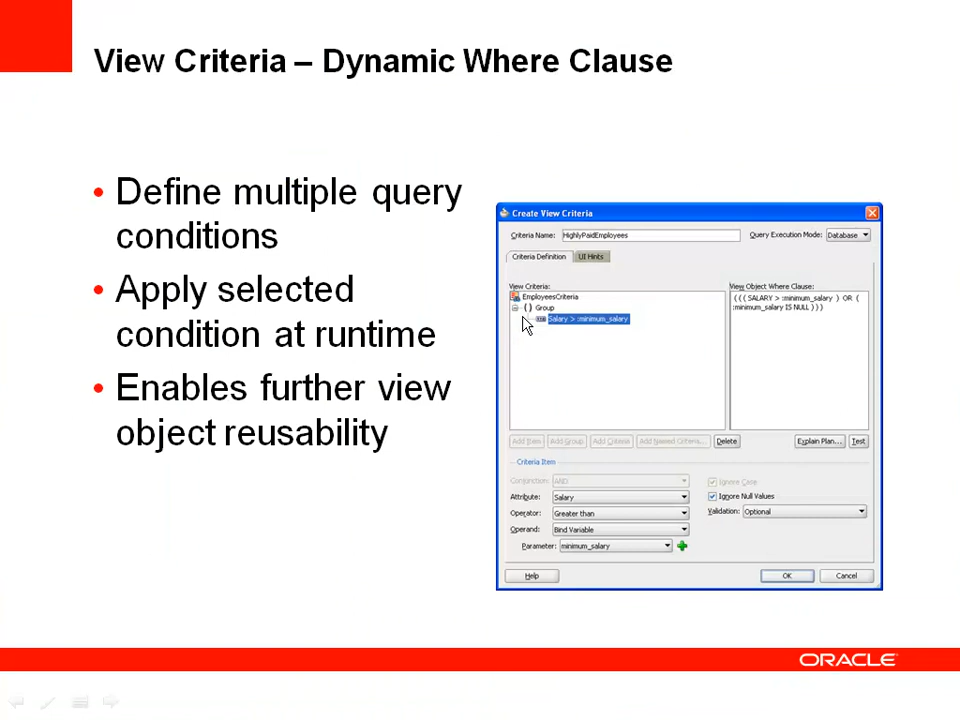 View Criteria – Dynamic Where Clause
• Define multiple query
conditions
• Apply selected
condition at runtime
• Enables further view
object reusability
Create View Criteria
Criteria Name: HighlyPaidEmployees
Query Execution Mode: Database
Criteria Definition UI Hints
View Criteria:
EmployeesCriteria
( ) Group
Salary > :minimum_salary
View Object Where Clause:
( ( ( SALARY > :minimum_salary ) OR (
:minimum_salary IS NULL ) ) )
Add Item Add Group Add Criteria Add Named Criteria... Delete Explain Plan... Test
Criteria Item
Conjunction: AND
Attribute: Salary
Operator: Greater than
Operand: Bind Variable
Parameter: minimum_salary
Ignore Case
Ignore Null Values
Validation: Optional
Help OK Cancel
ORACLE